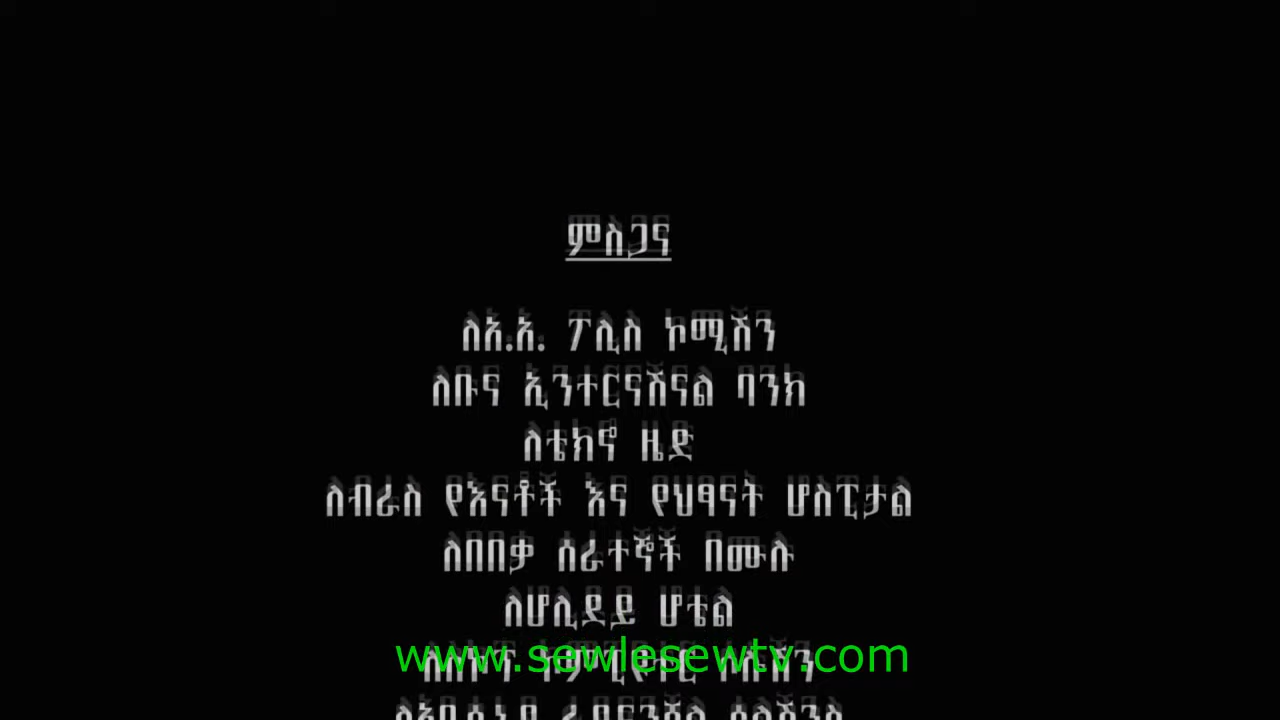 ምስጋና
ለአ.አ. ፖሊስ ኮሚሽን
ለቡና ኢንተርናሽናል ባንክ
ለቴክኖ ዜድ
ለብራስ የእናቶች እና የህፃናት ሆስፒታል
ለበበቃ ሰራተኞች በሙሉ
ለሆሊደይ ሆቴል
www.sewlesewtv.com